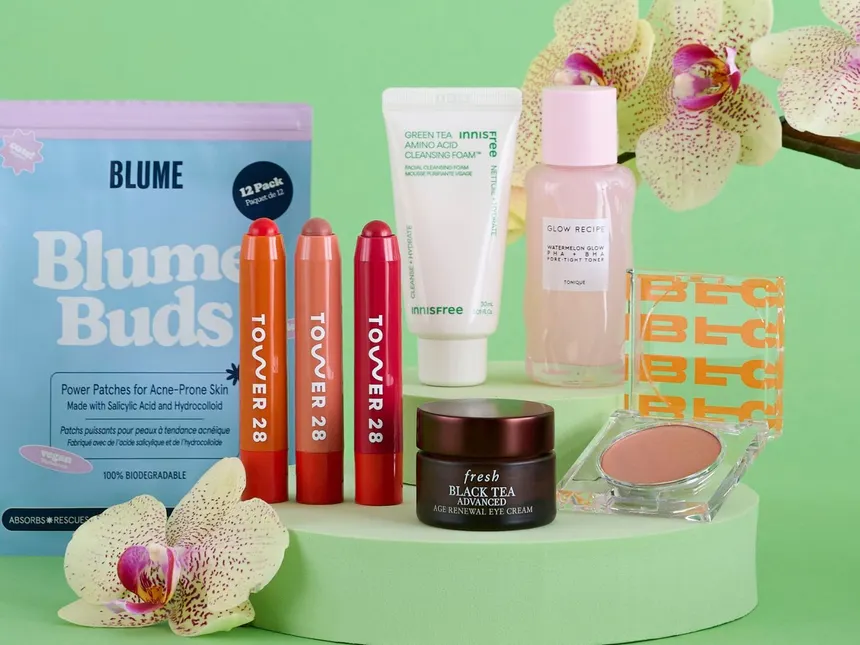 BLUME
12 Pack
Paquet de 12
Blume
Buds
Power Patches for Acne-Prone Skin
Made with Salicylic Acid and Hydrocolloid
Patchs puissants pour peaux à tendance acnéique
Fabriqué avec de l'acide salicylique et de l'hydrocolloïde
vegan
100% BIODEGRADABLE
ABSORBS RESCUES
TOWER 28
TOWER 28
TOWER 28
GREEN TEA
AMINO ACID
CLEANSING FOAM™
FACIAL CLEANSING FOAM
MOUSSE PURIFIANTE VISAGE
innisfree
CLEANSE + HYDRATE
innisfree
GLOW RECIPE
WATERMELON GLOW
PHA + BHA
PORE-TIGHT TONER
TONIQUE
fresh
BLACK TEA
ADVANCED
AGE RENEWAL EYE CREAM